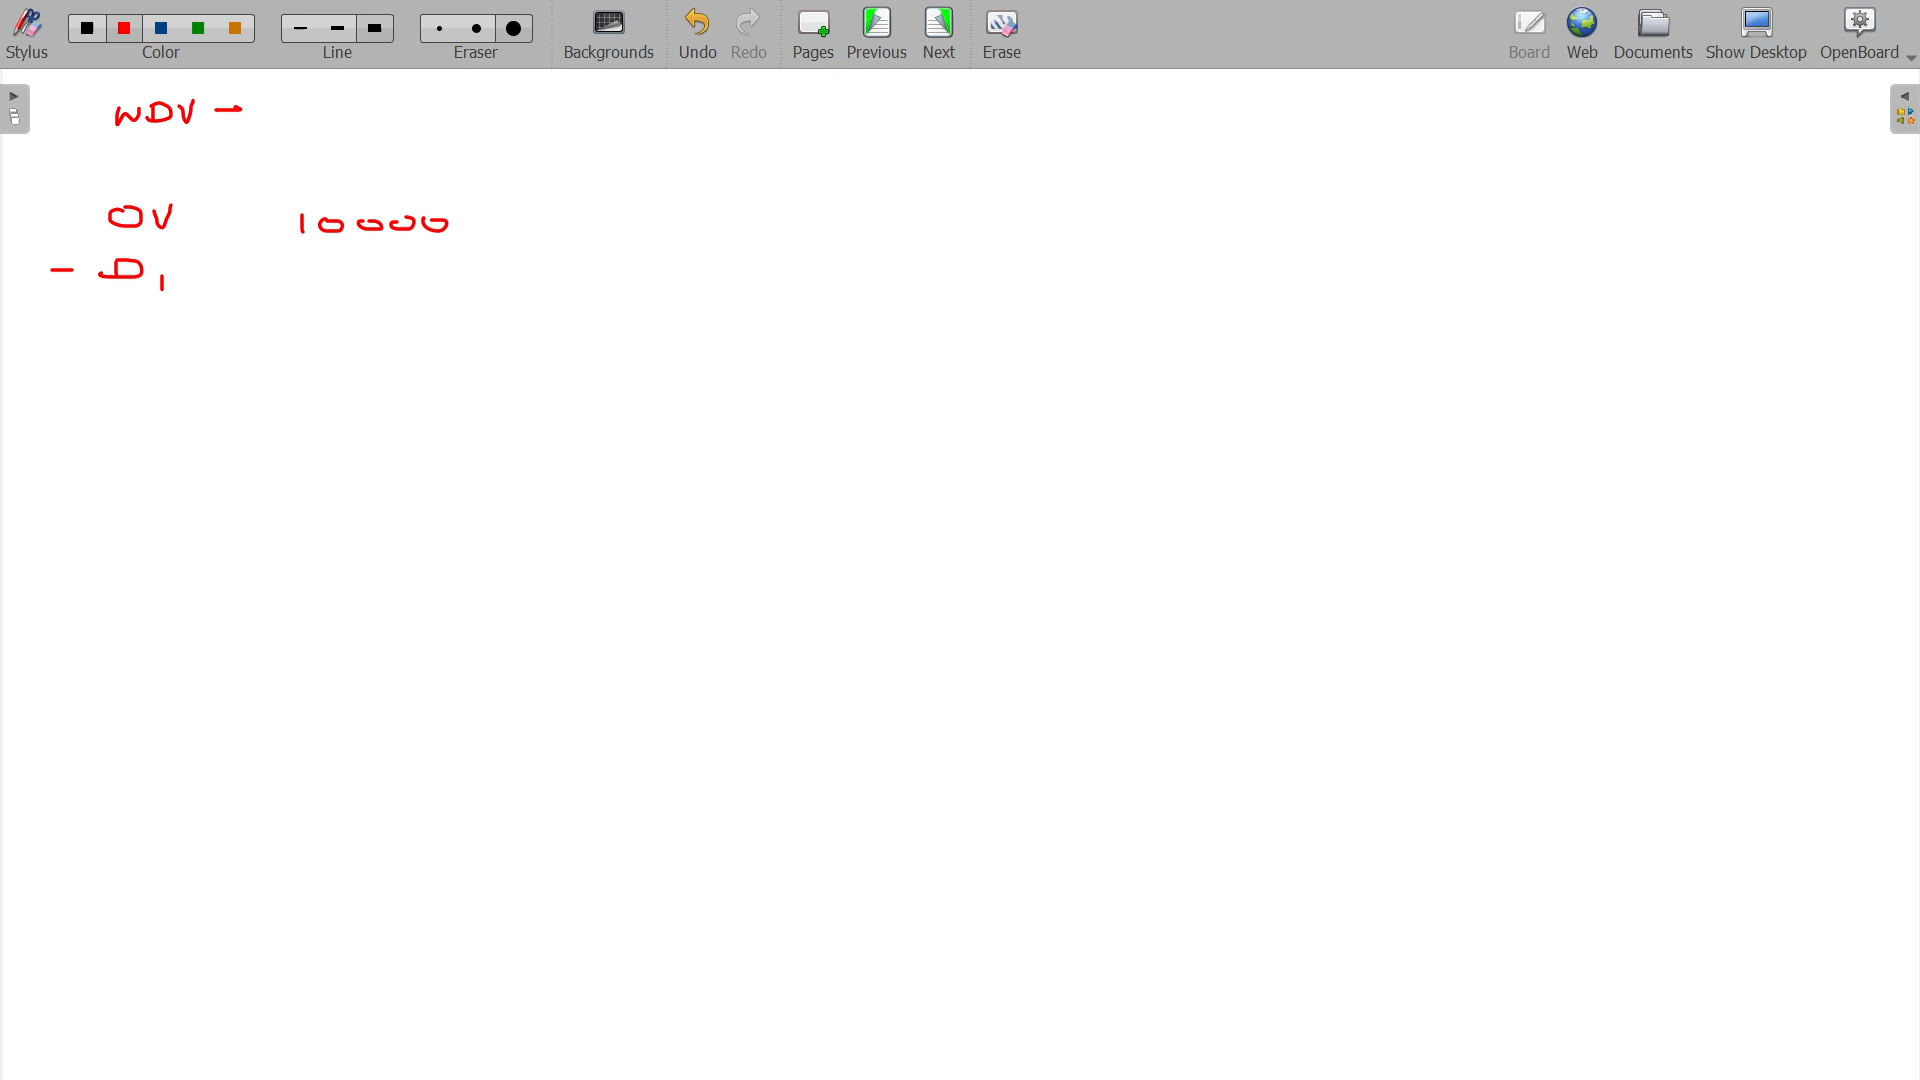 Stylus Color Line Eraser Backgrounds Undo Redo Pages Previous Next Erase Board Web Documents Show Desktop OpenBoard
WDV -
OV 10000
- D1